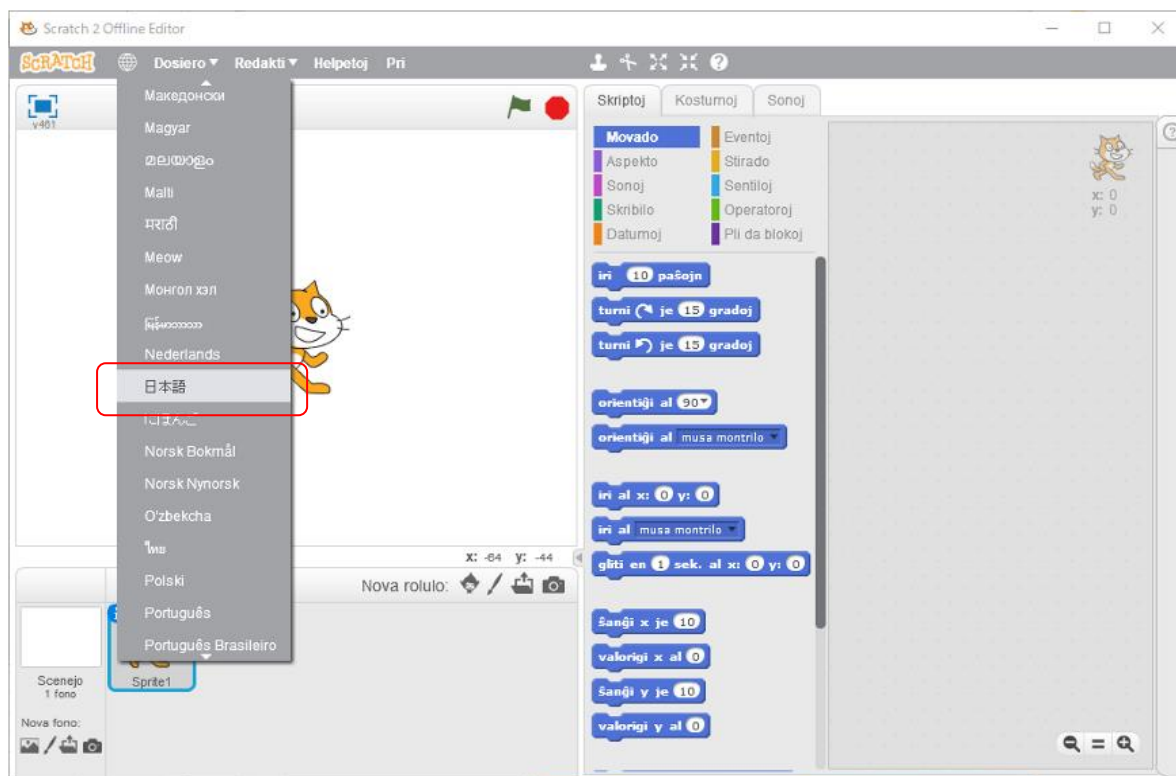 Scratch 2 Offline Editor
SCRATCH Dosiero Redakti Helpetoj Pri
v461
Македонски
Magyar
മലയാളം
Malti
मराठी
Meow
Монгол хэл
Nederlands
日本語
にほんご
Norsk Bokmål
Norsk Nynorsk
O'zbekcha
ไทย
Polski
Português
Português Brasileiro
x: -64 y: -44
Nova rolulo:
Scenejo
1 fono
Sprite1
Nova fono:
Skriptoj Kostumoj Sonoj
Movado Eventoj
Aspekto Stirado
Sonoj Sentiloj
Skribilo Operatoroj
Datumoj Pli da blokoj
iri 10 paŝojn
turni je 15 gradoj
turni je 15 gradoj
orientiĝi al 90
orientiĝi al musa montrilo
iri al x: 0 y: 0
iri al musa montrilo
gliti en 1 sek. al x: 0 y: 0
ŝanĝi x je 10
valorigi x al 0
ŝanĝi y je 10
valorigi y al 0
x: 0
y: 0